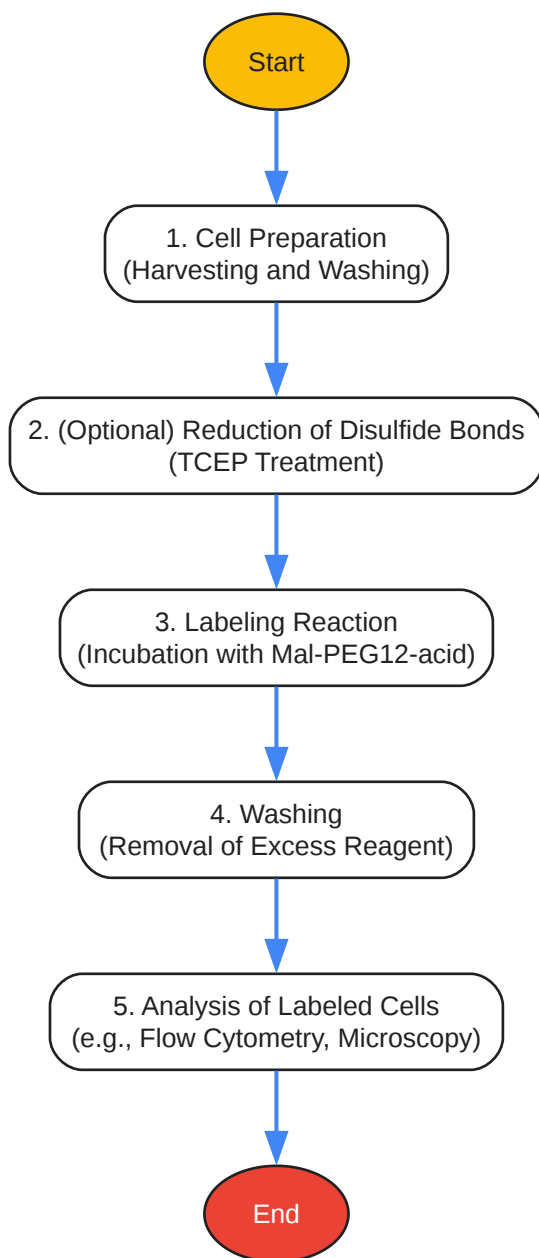 Start
1. Cell Preparation
(Harvesting and Washing)
2. (Optional) Reduction of Disulfide Bonds
(TCEP Treatment)
3. Labeling Reaction
(Incubation with Mal-PEG12-acid)
4. Washing
(Removal of Excess Reagent)
5. Analysis of Labeled Cells
(e.g., Flow Cytometry, Microscopy)
End